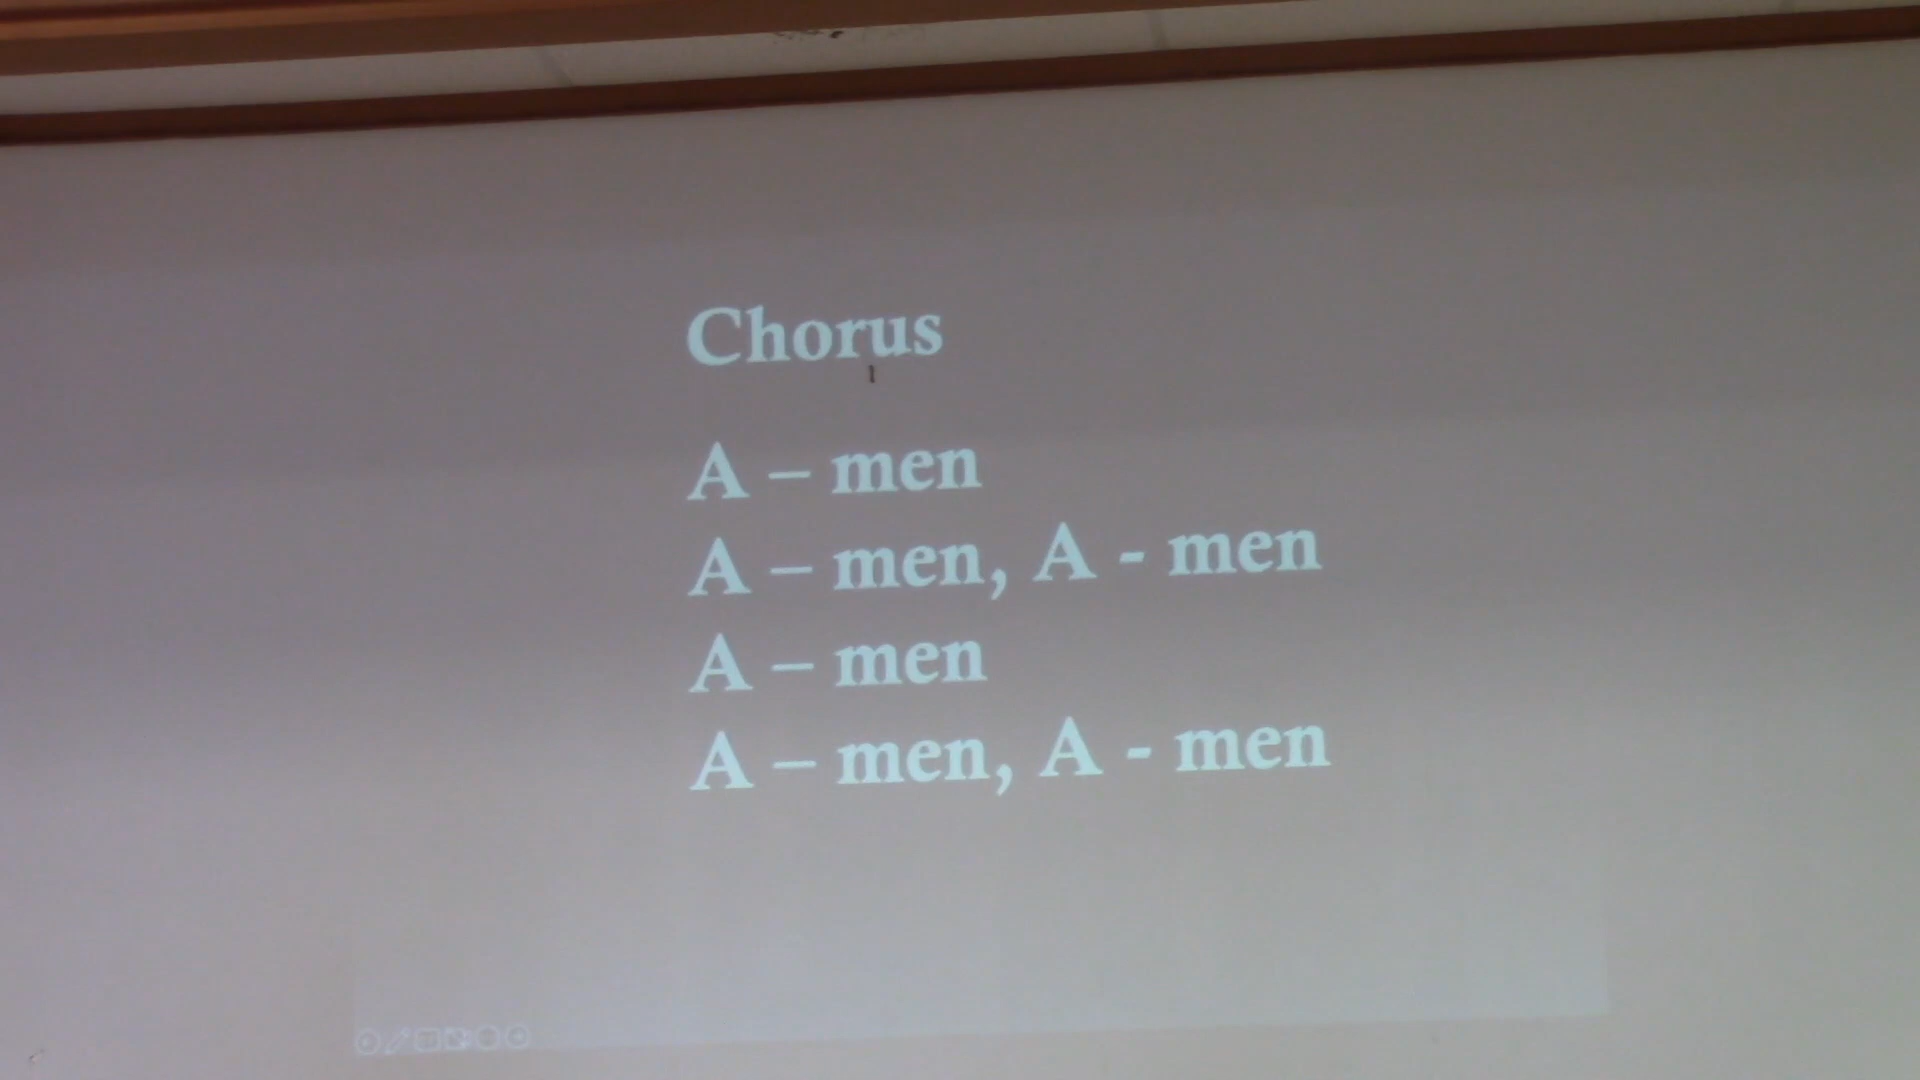 Chorus
A – men
A – men, A - men
A – men
A – men, A - men